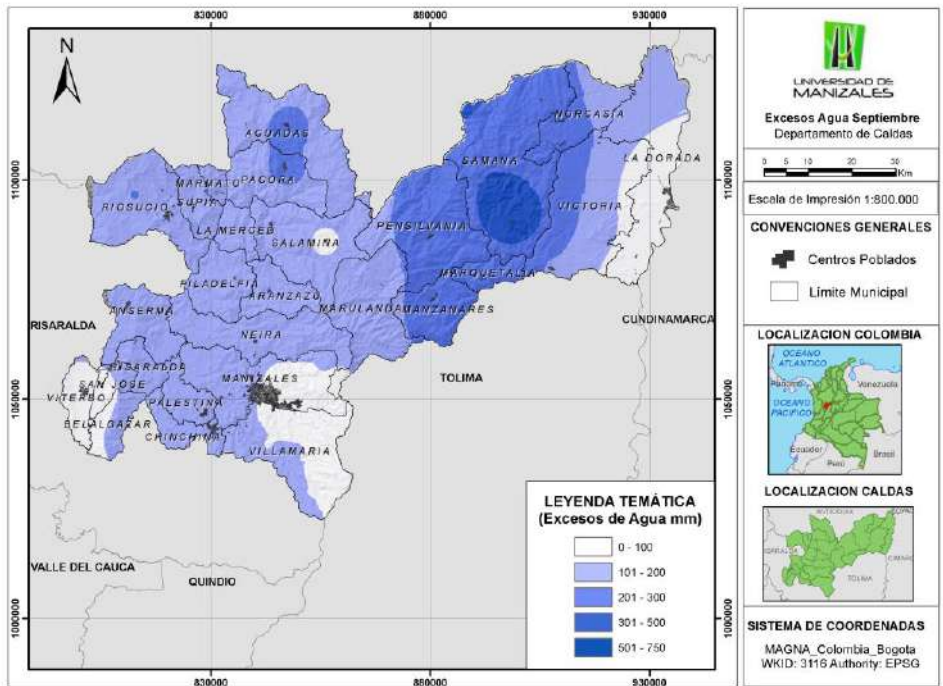 830000
880000
930000
N
AGUADAS
NORCASIA
SAMANA
LA DORADA
PACORA
MARMATO
SUPIA
RIOSUCIO
VICTORIA
LA MERCED
SALAMINA
PENSILVANIA
MARQUETALIA
FILADELFIA
ARANZAZU
MARULANDA
MANZANARES
ANSERMA
NEIRA
RISARALDA
CUNDINAMARCA
RISARALDA
SAN JOSE
MANIZALES
TOLIMA
VITERBO
PALESTINA
BELALCAZAR
CHINCHINA
VILLAMARIA
VALLE DEL CAUCA
QUINDIO
1100000
1050000
1000000
1100000
1050000
1000000
LEYENDA TEMÁTICA
(Excesos de Agua mm)
0 - 100
101 - 200
201 - 300
301 - 500
501 - 750
830000
880000
930000
UNIVERSIDAD DE
MANIZALES
Excesos Agua Septiembre
Departamento de Caldas
0 5 10 20 30
Km
Escala de Impresión 1:800.000
CONVENCIONES GENERALES
Centros Poblados
Límite Municipal
LOCALIZACION COLOMBIA
OCEANO
ATLANTICO
Panamá
Venezuela
OCEANO
PACIFICO
Ecuador
Perú
Brasil
LOCALIZACION CALDAS
TOLIMA
SISTEMA DE COORDENADAS
MAGNA_Colombia_Bogota
WKID: 3116 Authority: EPSG